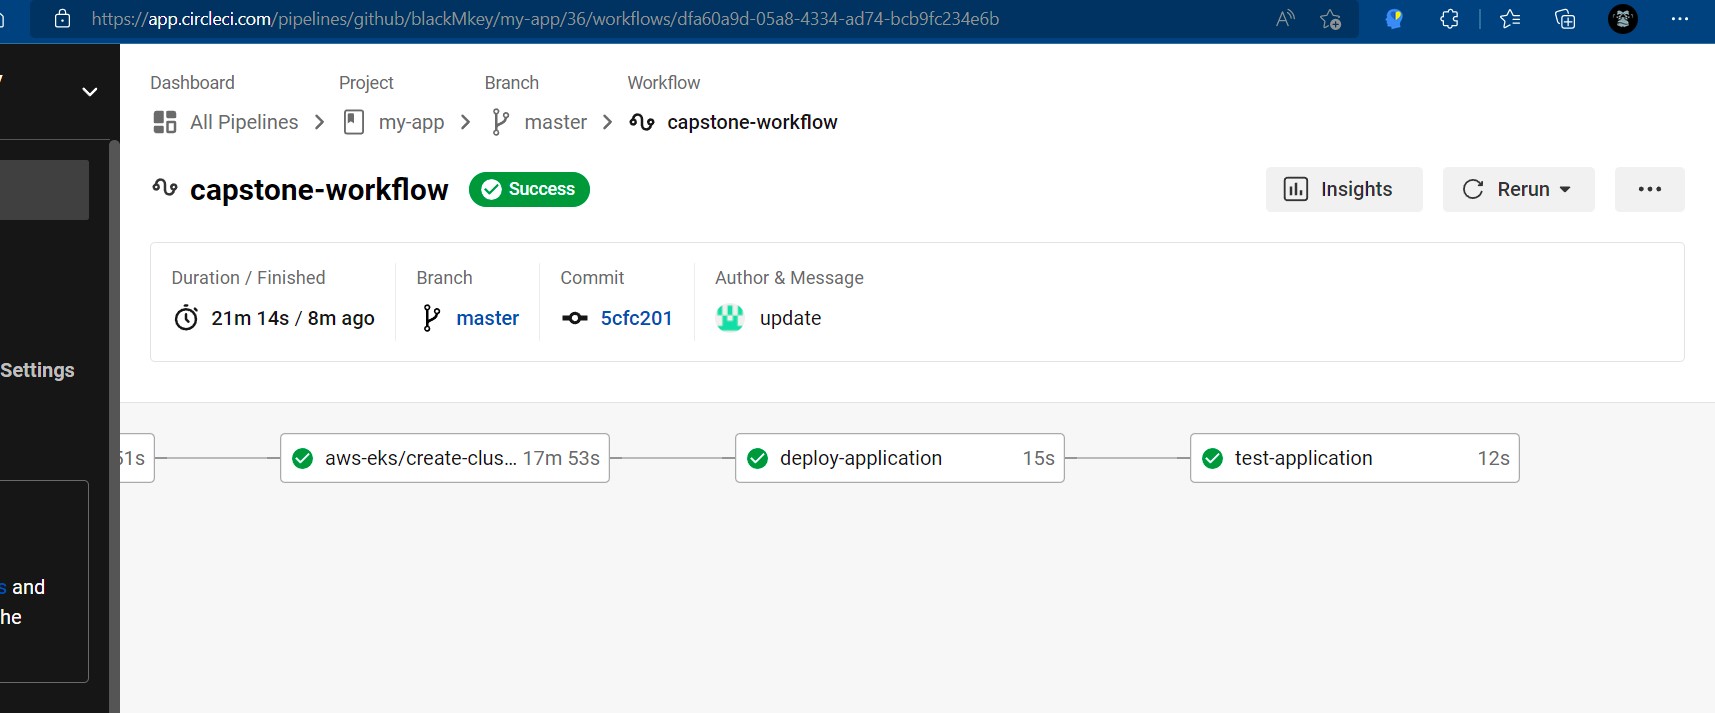 https://app.circleci.com/pipelines/github/blackMkey/my-app/36/workflows/dfa60a9d-05a8-4334-ad74-bcb9fc234e6b
Dashboard Project Branch Workflow
All Pipelines my-app master capstone-workflow
capstone-workflow Success Insights Rerun
Duration / Finished Branch Commit Author & Message
21m 14s / 8m ago master 5cfc201 update
Settings
51s aws-eks/create-clus... 17m 53s deploy-application 15s test-application 12s
s and
he